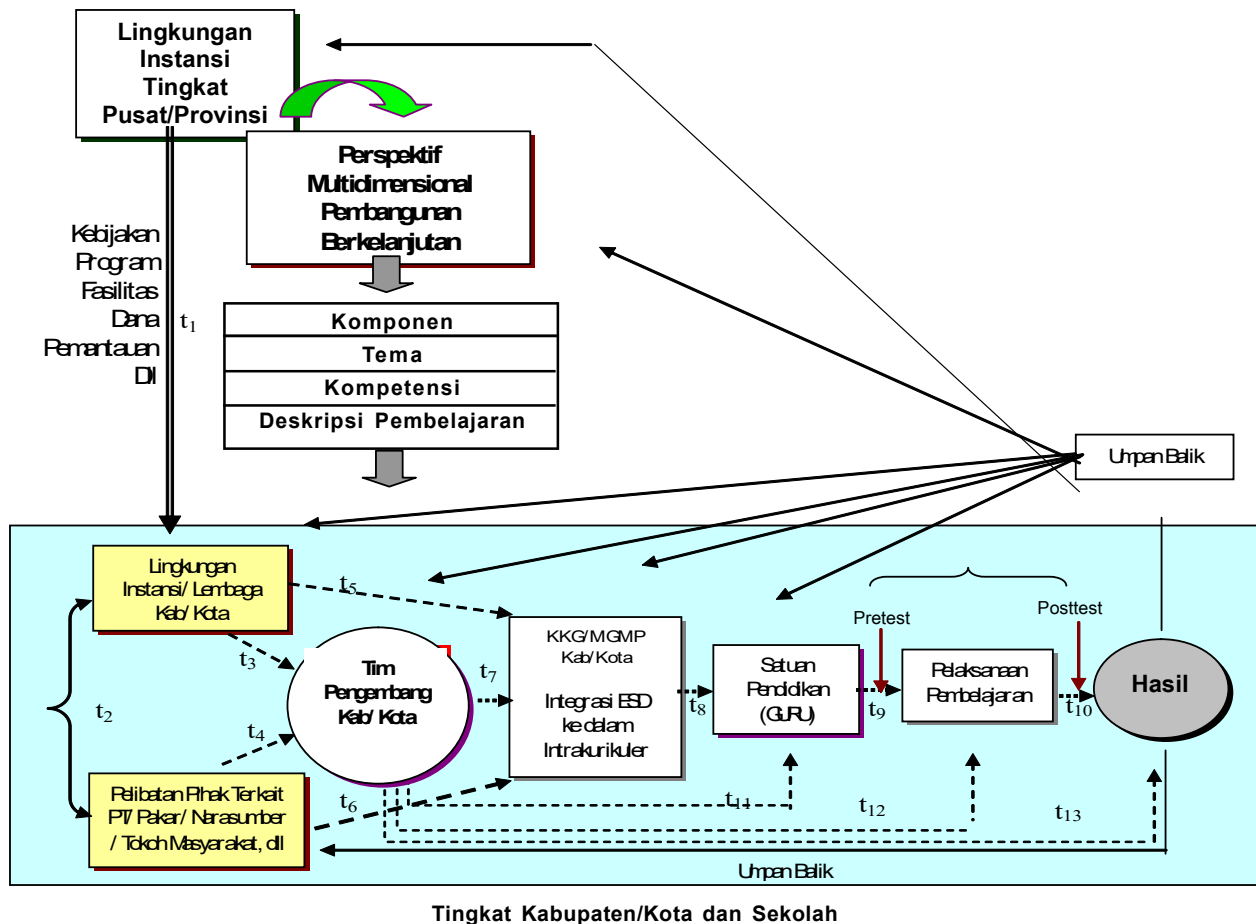 Lingkungan
Instansi
Tingkat
Pusat/Provinsi
Perspektif
Multidimensional
Pembangunan
Berkelanjutan
Kebijakan
Program
Fasilitas
Dana
Pemantauan
Dll
t1
Komponen
Tema
Kompetensi
Deskripsi Pembelajaran
Umpan Balik
Lingkungan
Instansi/ Lembaga
Kab/ Kota
t5
t3
t2
t4
Tim
Pengembang
Kab/ Kota
t7
KKG/MGMP
Kab/Kota
Integrasi ESD
ke dalam
Intrakurikuler
t8
Satuan
Pendidikan
(GURU)
Pretest
t9
Pelaksanaan
Pembelajaran
Posttest
t10
Hasil
Pelibatan Pihak Terkait
PT/ Pakar/ Narasumber
/ Tokoh Masyarakat, dll
t6
t11
t12
t13
Umpan Balik
Tingkat Kabupaten/Kota dan Sekolah